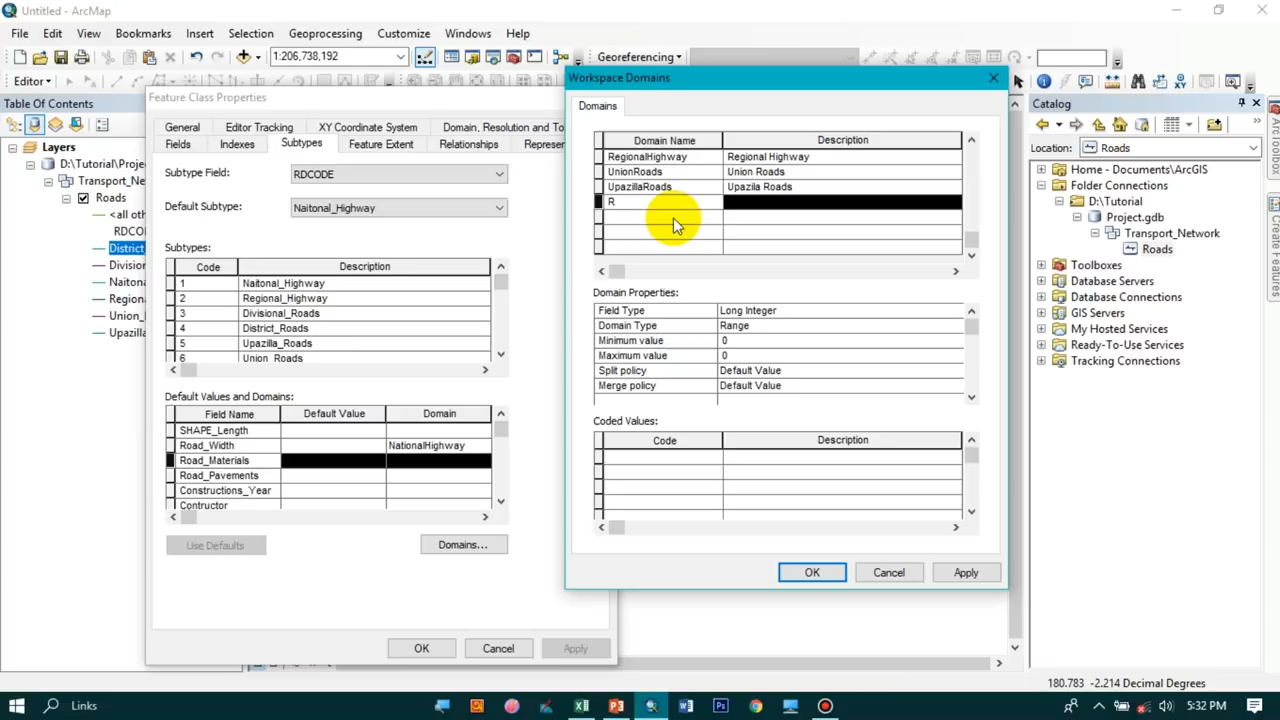 Untitled - ArcMap
File Edit View Bookmarks Insert Selection Geoprocessing Customize Windows Help
1:206,738,192
Georeferencing
Editor
Table Of Contents
Layers
D:\Tutorial\Proje
Transport_Ne
Roads
<all oth
RDCO
District
Division
Naiton
Region
Union_
Upazill
Feature Class Properties
General Editor Tracking XY Coordinate System Domain, Resolution and To
Fields Indexes Subtypes Feature Extent Relationships Represer
Subtype Field: RDCODE
Default Subtype: Naitonal_Highway
Subtypes:
Code Description
1 Naitonal_Highway
2 Regional_Highway
3 Divisional_Roads
4 District_Roads
5 Upazilla_Roads
6 Union_Roads
Default Values and Domains:
Field Name Default Value Domain
SHAPE_Length
Road_Width NationalHighway
Road_Materials
Road_Pavements
Constructions_Year
Contructor
Use Defaults Domains...
OK Cancel Apply
Workspace Domains
Domains
Domain Name Description
RegionalHighway Regional Highway
UnionRoads Union Roads
UpazillaRoads Upazila Roads
R
Domain Properties:
Field Type Long Integer
Domain Type Range
Minimum value 0
Maximum value 0
Split policy Default Value
Merge policy Default Value
Coded Values:
Code Description
OK Cancel Apply
Catalog
Location: Roads
Home - Documents\ArcGIS
Folder Connections
D:\Tutorial
Project.gdb
Transport_Network
Roads
Toolboxes
Database Servers
Database Connections
GIS Servers
My Hosted Services
Ready-To-Use Services
Tracking Connections
ArcToolbox
Create Features
180.783 -2.214 Decimal Degrees
Links
5:32 PM